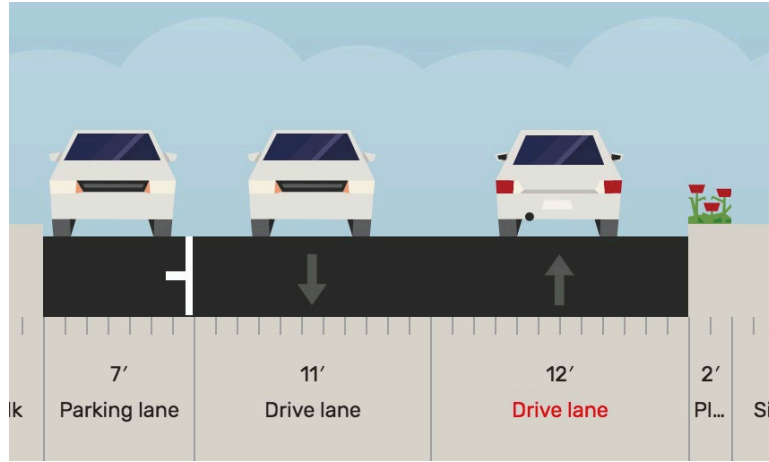 7′
11′
12′
2′
lk
Parking lane
Drive lane
Drive lane
Pl...
Si